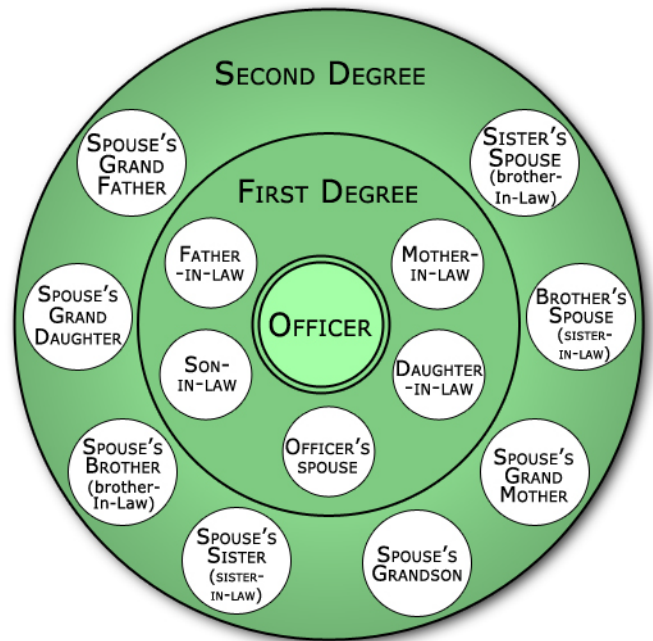 SECOND DEGREE
SPOUSE'S
GRAND
FATHER
SISTER'S
SPOUSE
(brother-
In-Law)
FIRST DEGREE
FATHER
-IN-LAW
MOTHER-
IN-LAW
SPOUSE'S
GRAND
DAUGHTER
OFFICER
BROTHER'S
SPOUSE
(SISTER-
IN-LAW)
SON-
IN-LAW
DAUGHTER
-IN-LAW
OFFICER'S
SPOUSE
SPOUSE'S
BROTHER
(brother-
In-Law)
SPOUSE'S
GRAND
MOTHER
SPOUSE'S
SISTER
(SISTER-
IN-LAW)
SPOUSE'S
GRANDSON